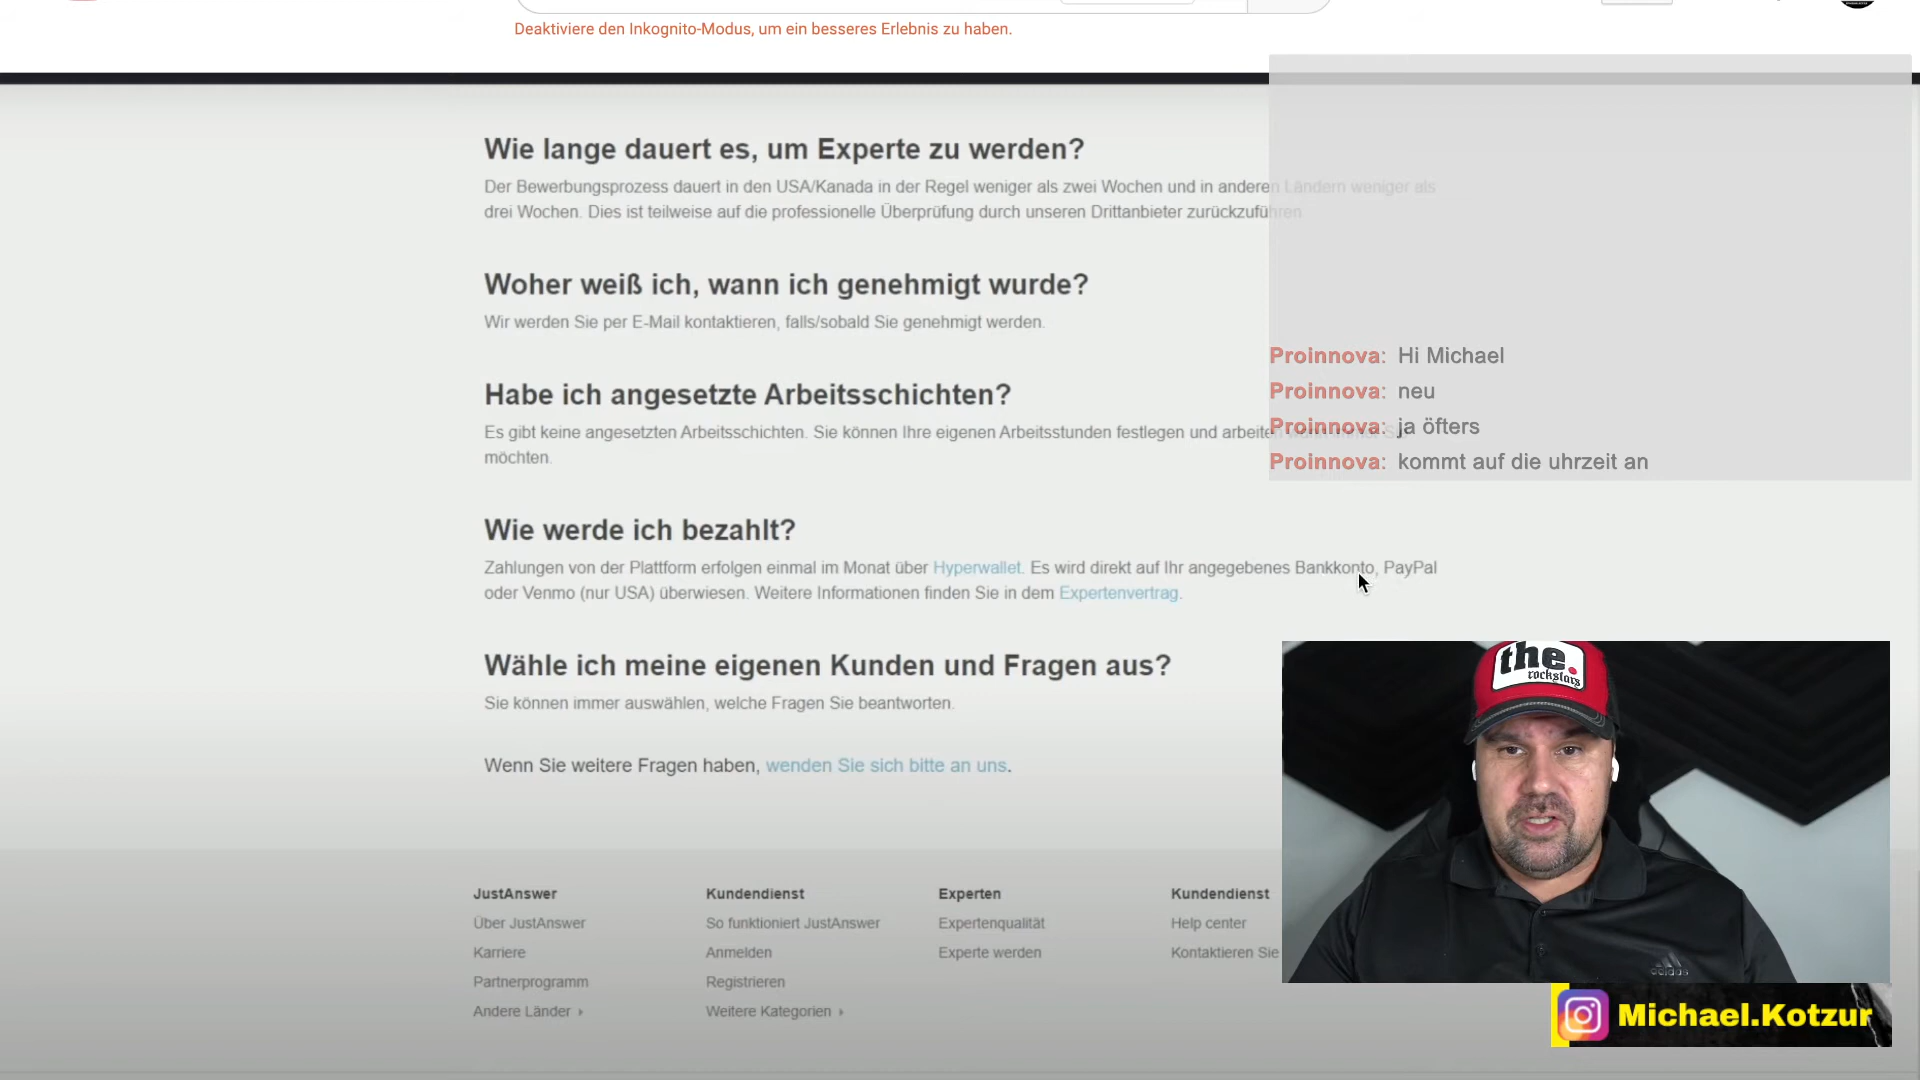 Deaktiviere den Inkognito-Modus, um ein besseres Erlebnis zu haben.
Wie lange dauert es, um Experte zu werden?
Der Bewerbungsprozess dauert in den USA/Kanada in der Regel weniger als zwei Wochen und in anderen Ländern weniger als
drei Wochen. Dies ist teilweise auf die professionelle Überprüfung durch unseren Drittanbieter zurückzuführen.
Woher weiß ich, wann ich genehmigt wurde?
Wir werden Sie per E-Mail kontaktieren, falls/sobald Sie genehmigt werden.
Habe ich angesetzte Arbeitsschichten?
Es gibt keine angesetzten Arbeitsschichten. Sie können Ihre eigenen Arbeitsstunden festlegen und
möchten.
Wie werde ich bezahlt?
Zahlungen von der Plattform erfolgen einmal im Monat über Hyperwallet. Es wird direkt auf Ihr angegebenes Bankkonto, PayPal
oder Venmo (nur USA) überwiesen. Weitere Informationen finden Sie in dem Expertenvertrag.
Wähle ich meine eigenen Kunden und Fragen aus?
Sie können immer auswählen, welche Fragen Sie beantworten.
Wenn Sie weitere Fragen haben, wenden Sie sich bitte an uns.
Proinnova: Hi Michael
Proinnova: neu
Proinnova: ja öfters
Proinnova: kommt auf die uhrzeit an
the.
rockstars
adidas
JustAnswer
Über JustAnswer
Karriere
Partnerprogramm
Andere Länder
Kundendienst
So funktioniert JustAnswer
Anmelden
Registrieren
Weitere Kategorien
Experten
Expertenqualität
Experte werden
Kundendienst
Help center
Kontaktieren Sie
Michael.Kotzur